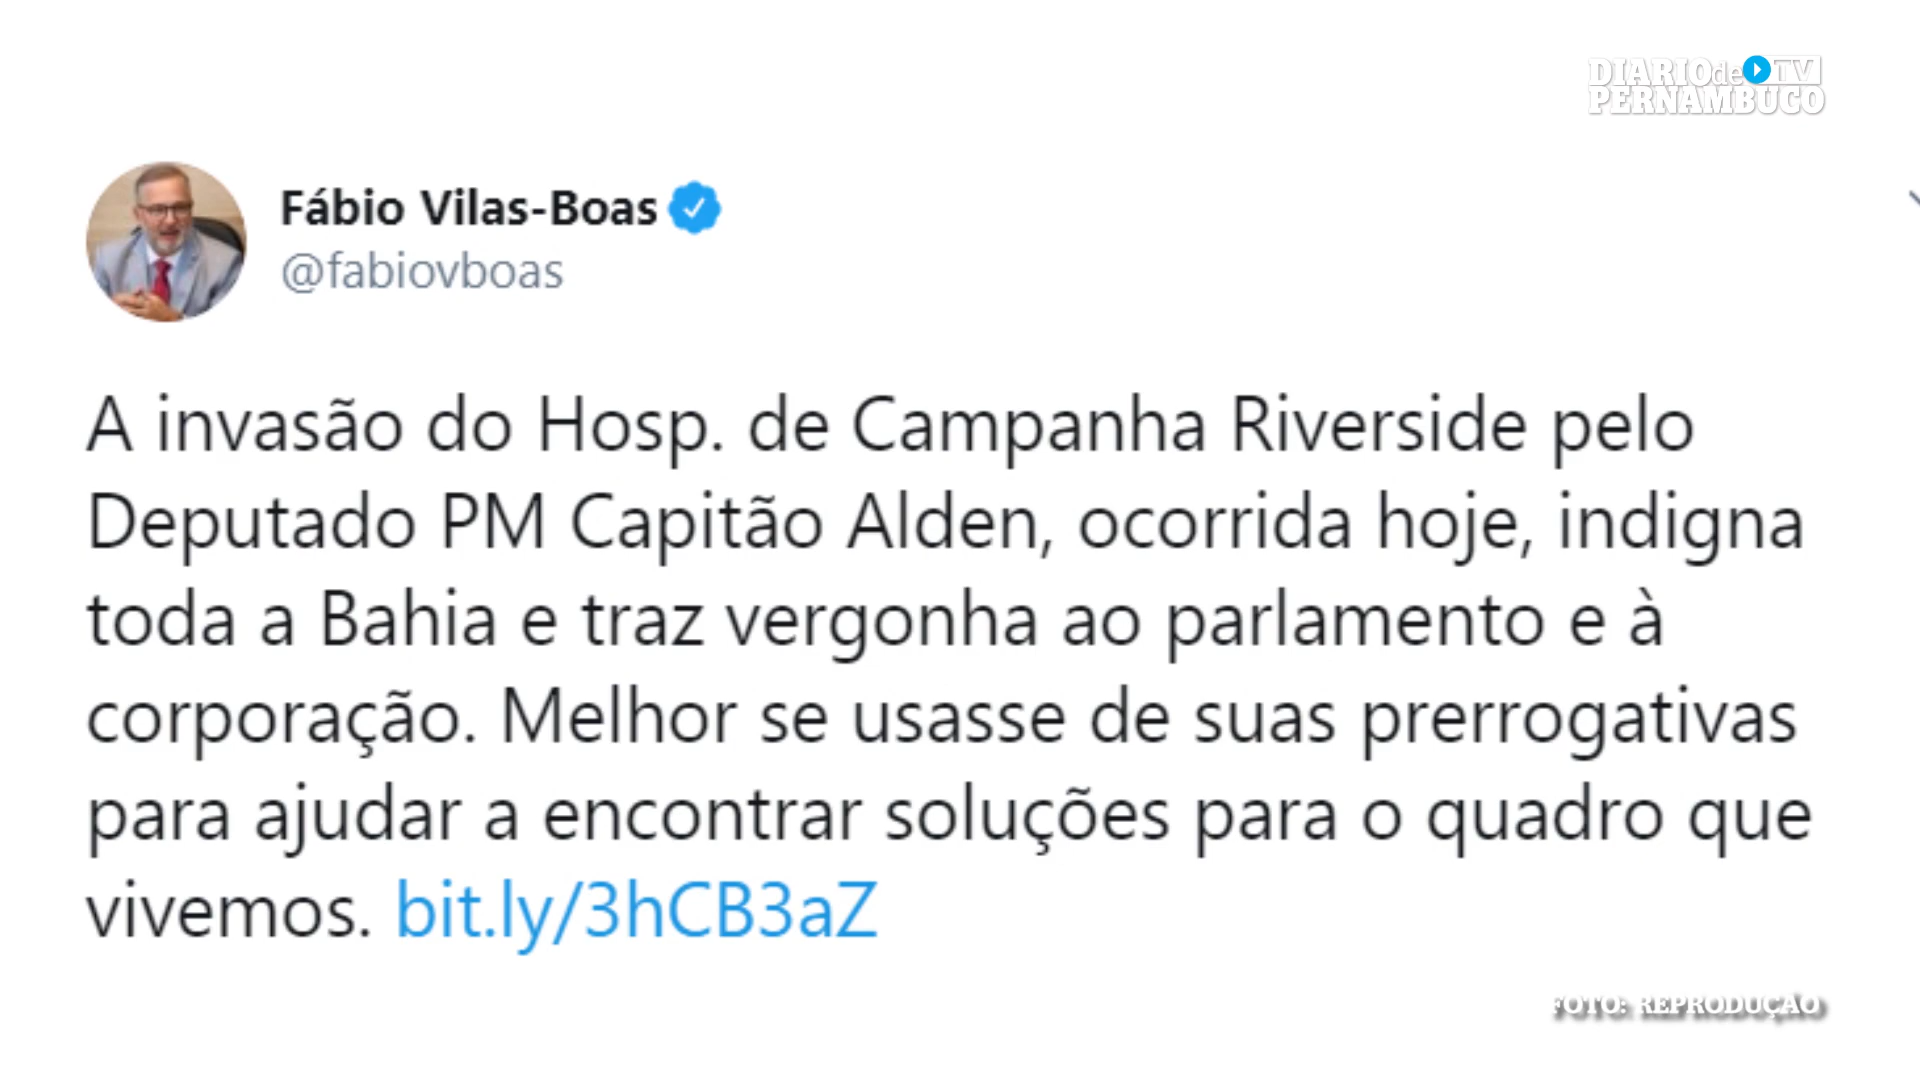 DIARIO de TV
PERNAMBUCO
Fábio Vilas-Boas
@fabiovboas
A invasão do Hosp. de Campanha Riverside pelo
Deputado PM Capitão Alden, ocorrida hoje, indigna
toda a Bahia e traz vergonha ao parlamento e à
corporação. Melhor se usasse de suas prerrogativas
para ajudar a encontrar soluções para o quadro que
vivemos. bit.ly/3hCB3aZ
FOTO: REPRODUÇÃO